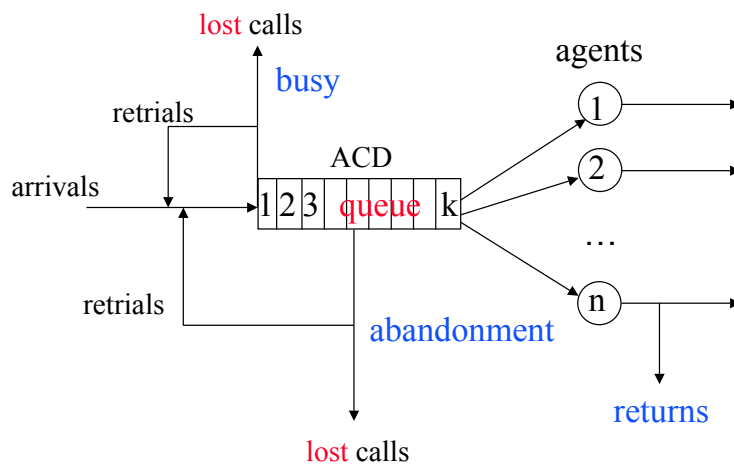 lost calls
agents
busy
retrials
1
ACD
2
arrivals
1 2 3 queue k
...
retrials
n
abandonment
returns
lost calls